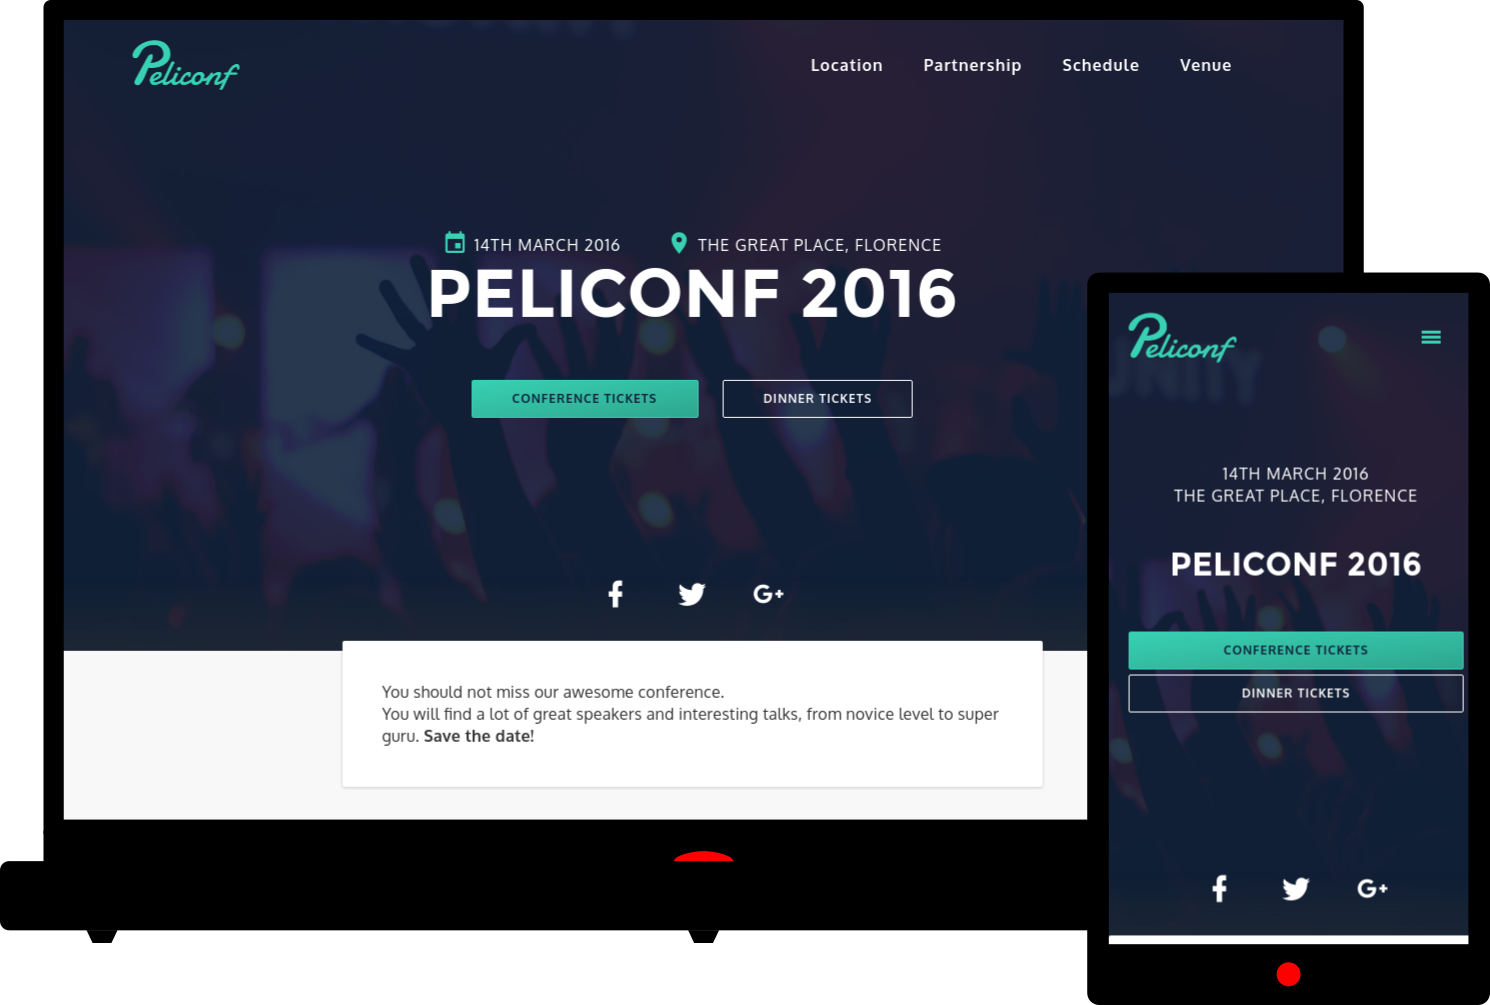 Peliconf
Location Partnership Schedule Venue
14TH MARCH 2016 THE GREAT PLACE, FLORENCE
PELICONF 2016
CONFERENCE TICKETS DINNER TICKETS
G+
You should not miss our awesome conference.
You will find a lot of great speakers and interesting talks, from novice level to super
guru. Save the date!
Peliconf
UNITY
14TH MARCH 2016
THE GREAT PLACE, FLORENCE
PELICONF 2016
CONFERENCE TICKETS
DINNER TICKETS
G+